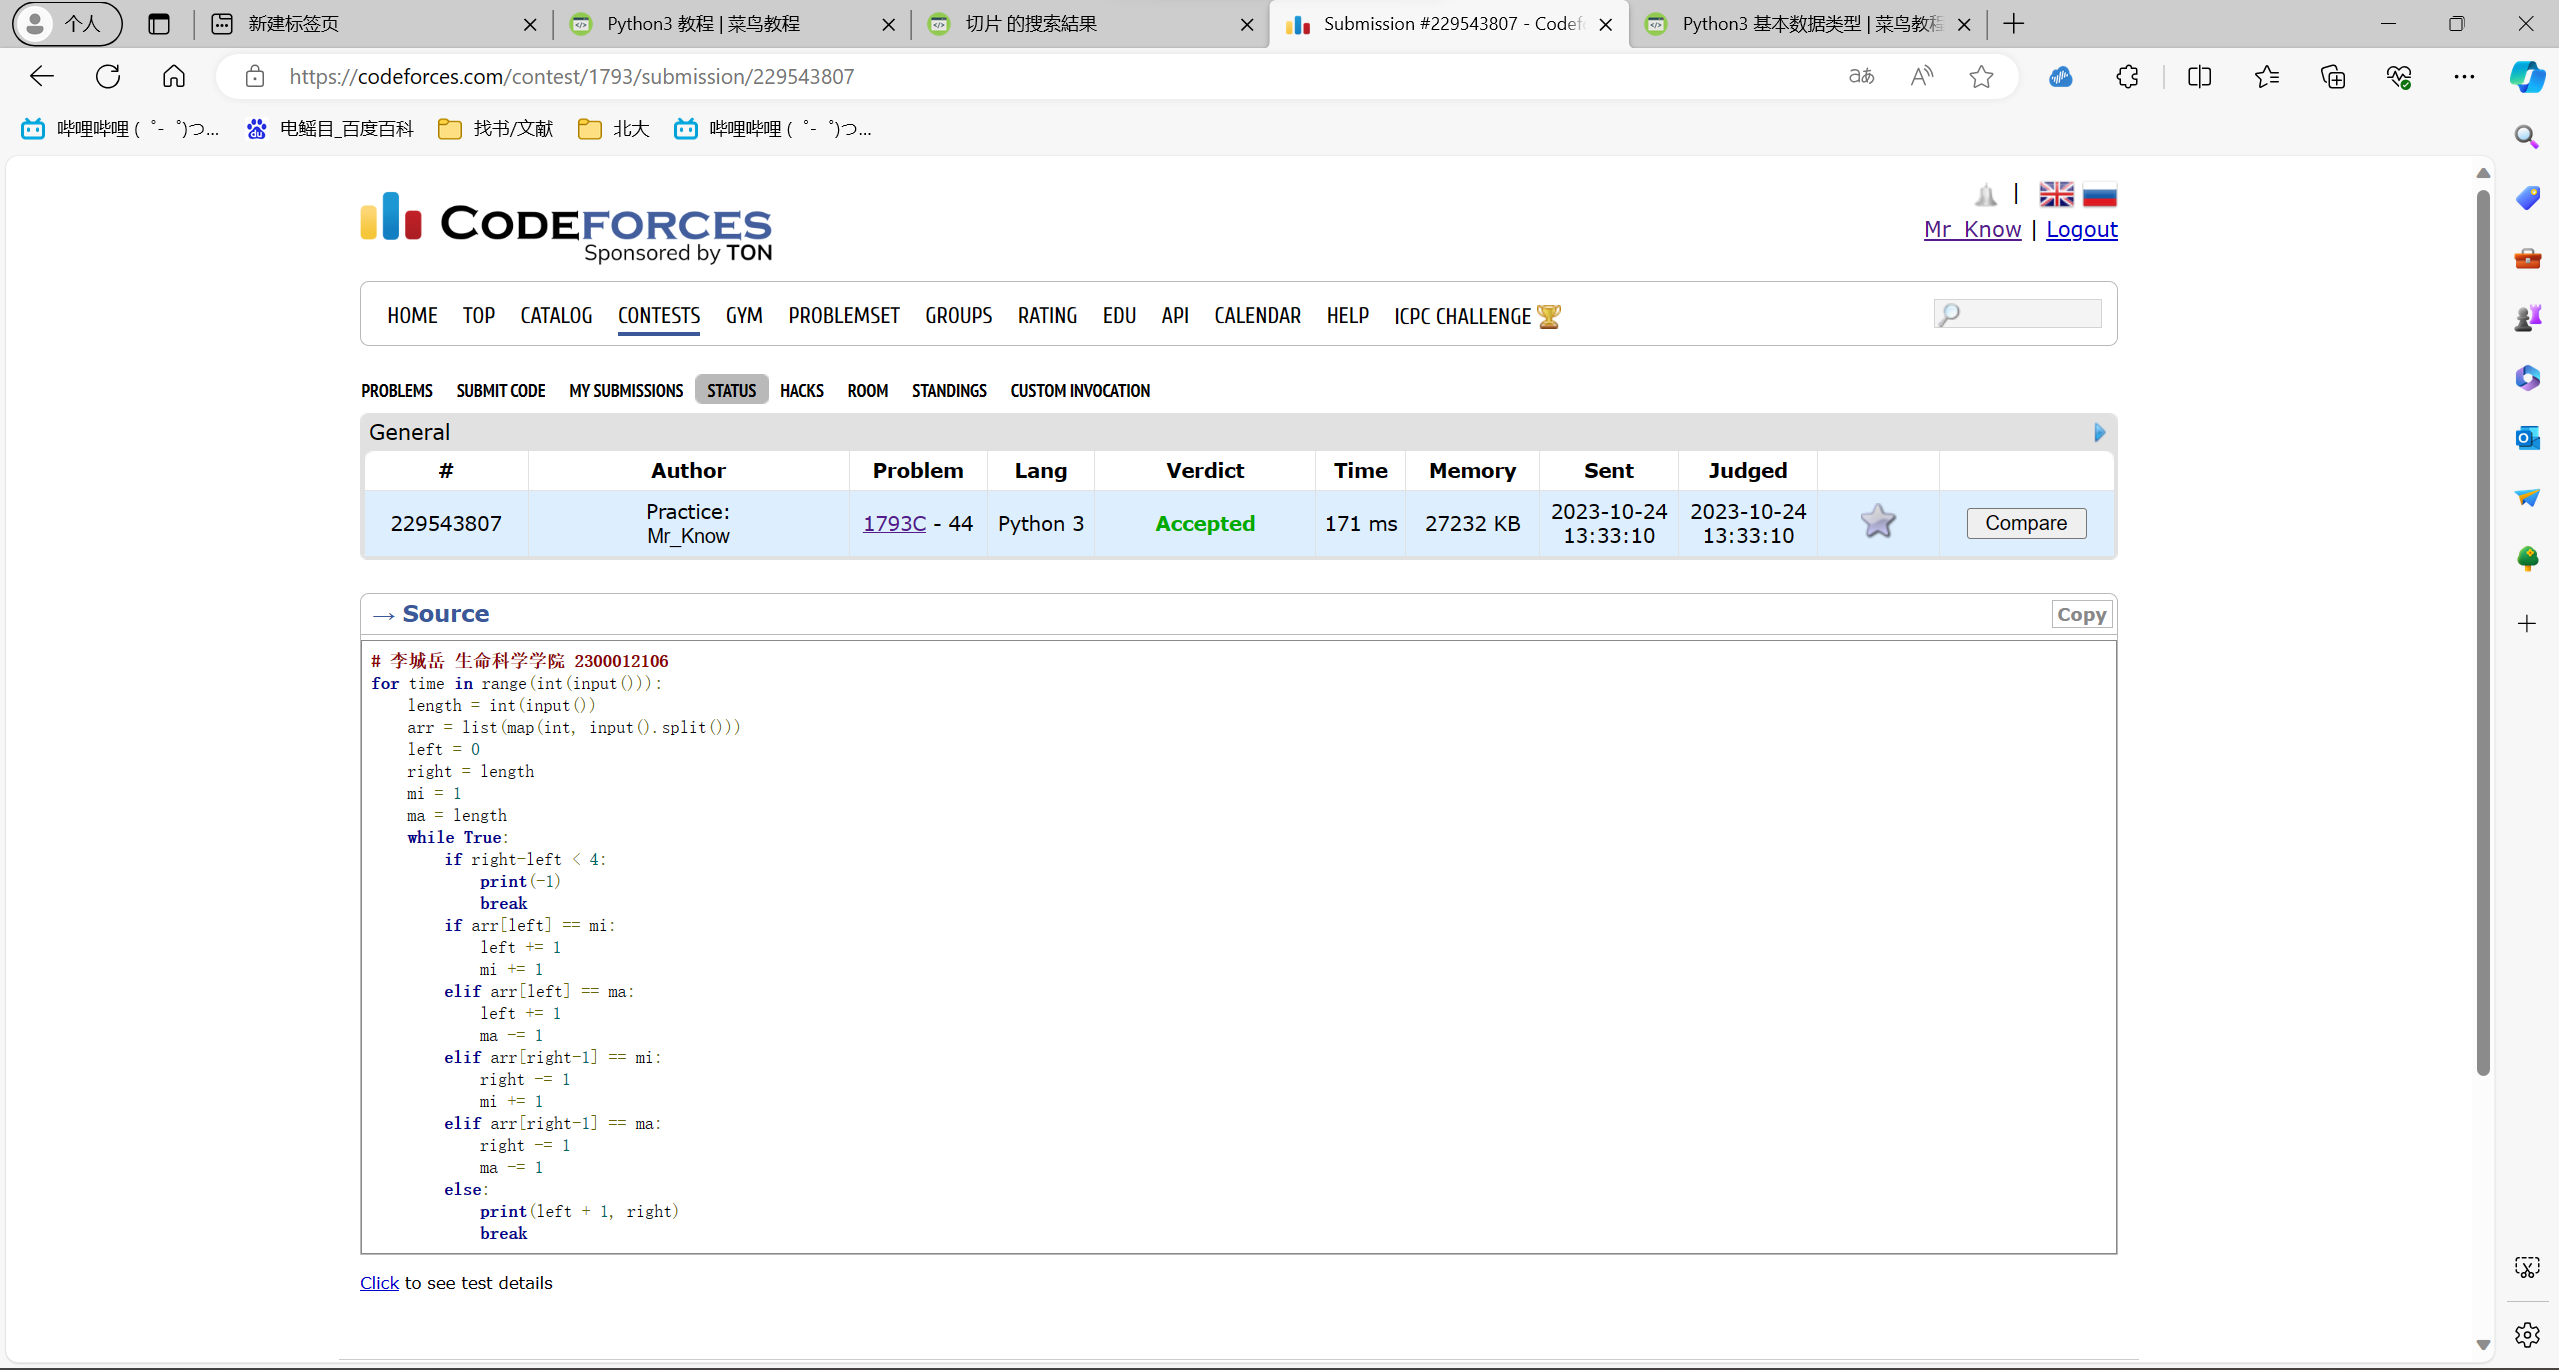 个人
新建标签页
Python3 教程 | 菜鸟教程
切片 的搜索結果
Submission #229543807 - Codef
Python3 基本数据类型 | 菜鸟教程
https://codeforces.com/contest/1793/submission/229543807
哔哩哔哩 ( ゜- ゜)つ...
电鳐目_百度百科
找书/文献
北大
哔哩哔哩 ( ゜- ゜)つ...
CODEFORCES
Sponsored by TON
|
Mr_Know | Logout
HOME TOP CATALOG CONTESTS GYM PROBLEMSET GROUPS RATING EDU API CALENDAR HELP ICPC CHALLENGE
PROBLEMS SUBMIT CODE MY SUBMISSIONS STATUS HACKS ROOM STANDINGS CUSTOM INVOCATION
General
# Author Problem Lang Verdict Time Memory Sent Judged
229543807 Practice: Mr_Know 1793C - 44 Python 3 Accepted 171 ms 27232 KB 2023-10-24 13:33:10 2023-10-24 13:33:10 Compare
→ Source Copy
# 李城岳 生命科学学院 2300012106
for time in range(int(input())):
    length = int(input())
    arr = list(map(int, input().split()))
    left = 0
    right = length
    mi = 1
    ma = length
    while True:
        if right-left < 4:
            print(-1)
            break
        if arr[left] == mi:
            left += 1
            mi += 1
        elif arr[left] == ma:
            left += 1
            ma -= 1
        elif arr[right-1] == mi:
            right -= 1
            mi += 1
        elif arr[right-1] == ma:
            right -= 1
            ma -= 1
        else:
            print(left + 1, right)
            break
Click to see test details